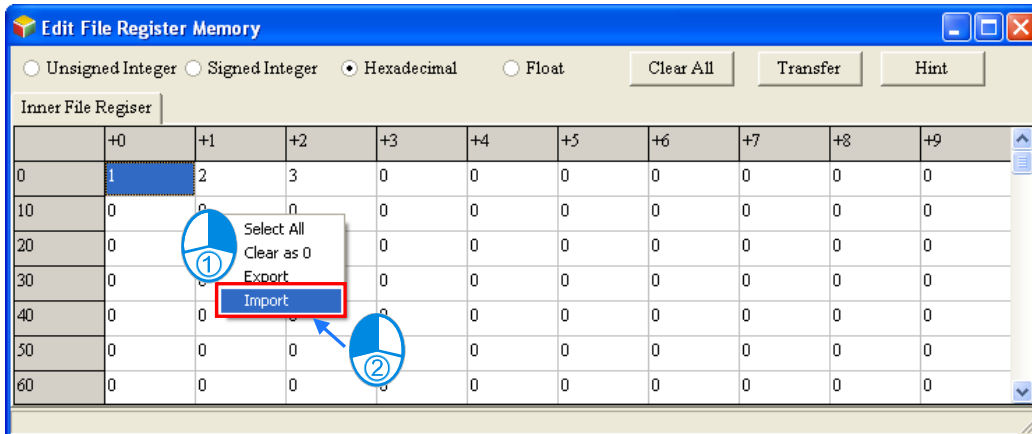 Edit File Register Memory
Unsigned Integer Signed Integer Hexadecimal Float Clear All Transfer Hint
Inner File Regiser
+0 +1 +2 +3 +4 +5 +6 +7 +8 +9
0 1 2 3 0 0 0 0 0 0 0
10 0 0 0 0 0 0 0 0 0
Select All
20 0 0 0 0 0 0 0 0
Clear as 0
①
30 0 0 0 0 0 0 0 0
Export
Import
40 0 0 0 0 0 0 0
50 0 0 0 0 0 0 0 0 0
②
60 0 0 0 0 0 0 0 0 0